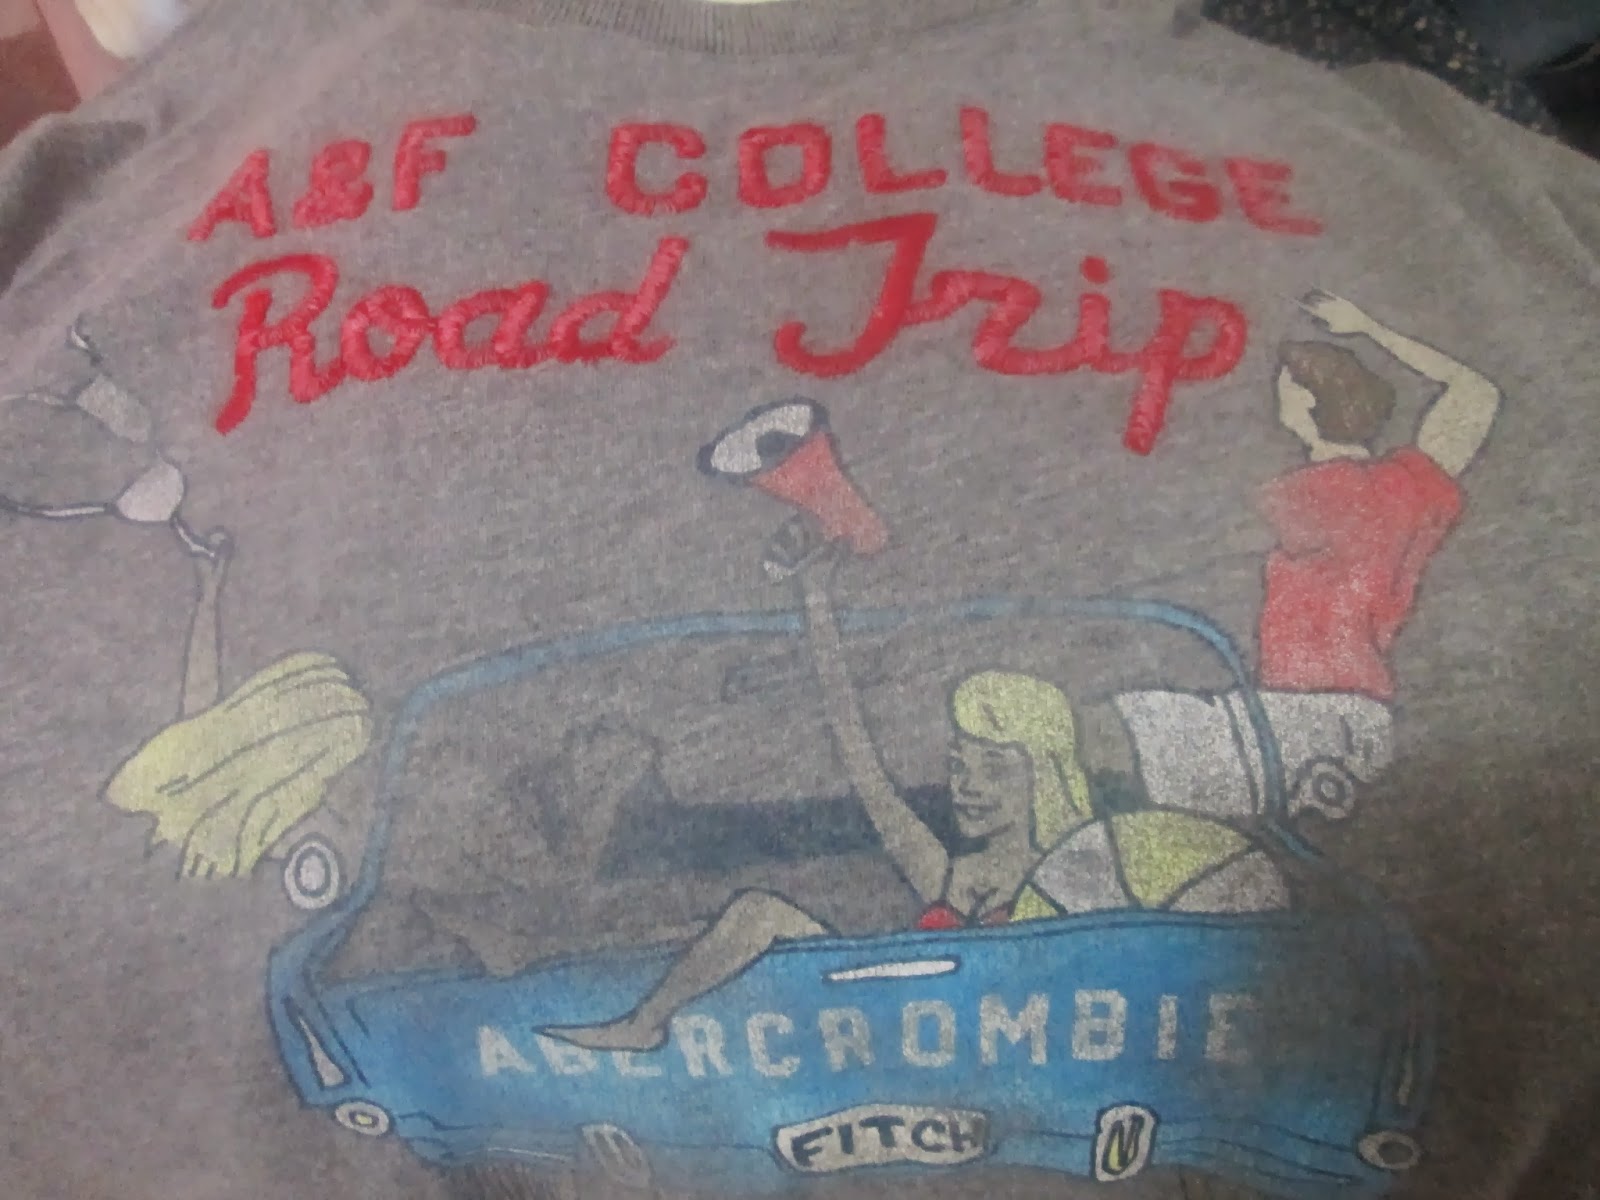 A&F COLLEGE
Road Trip
ABERCROMBIE
FITCH